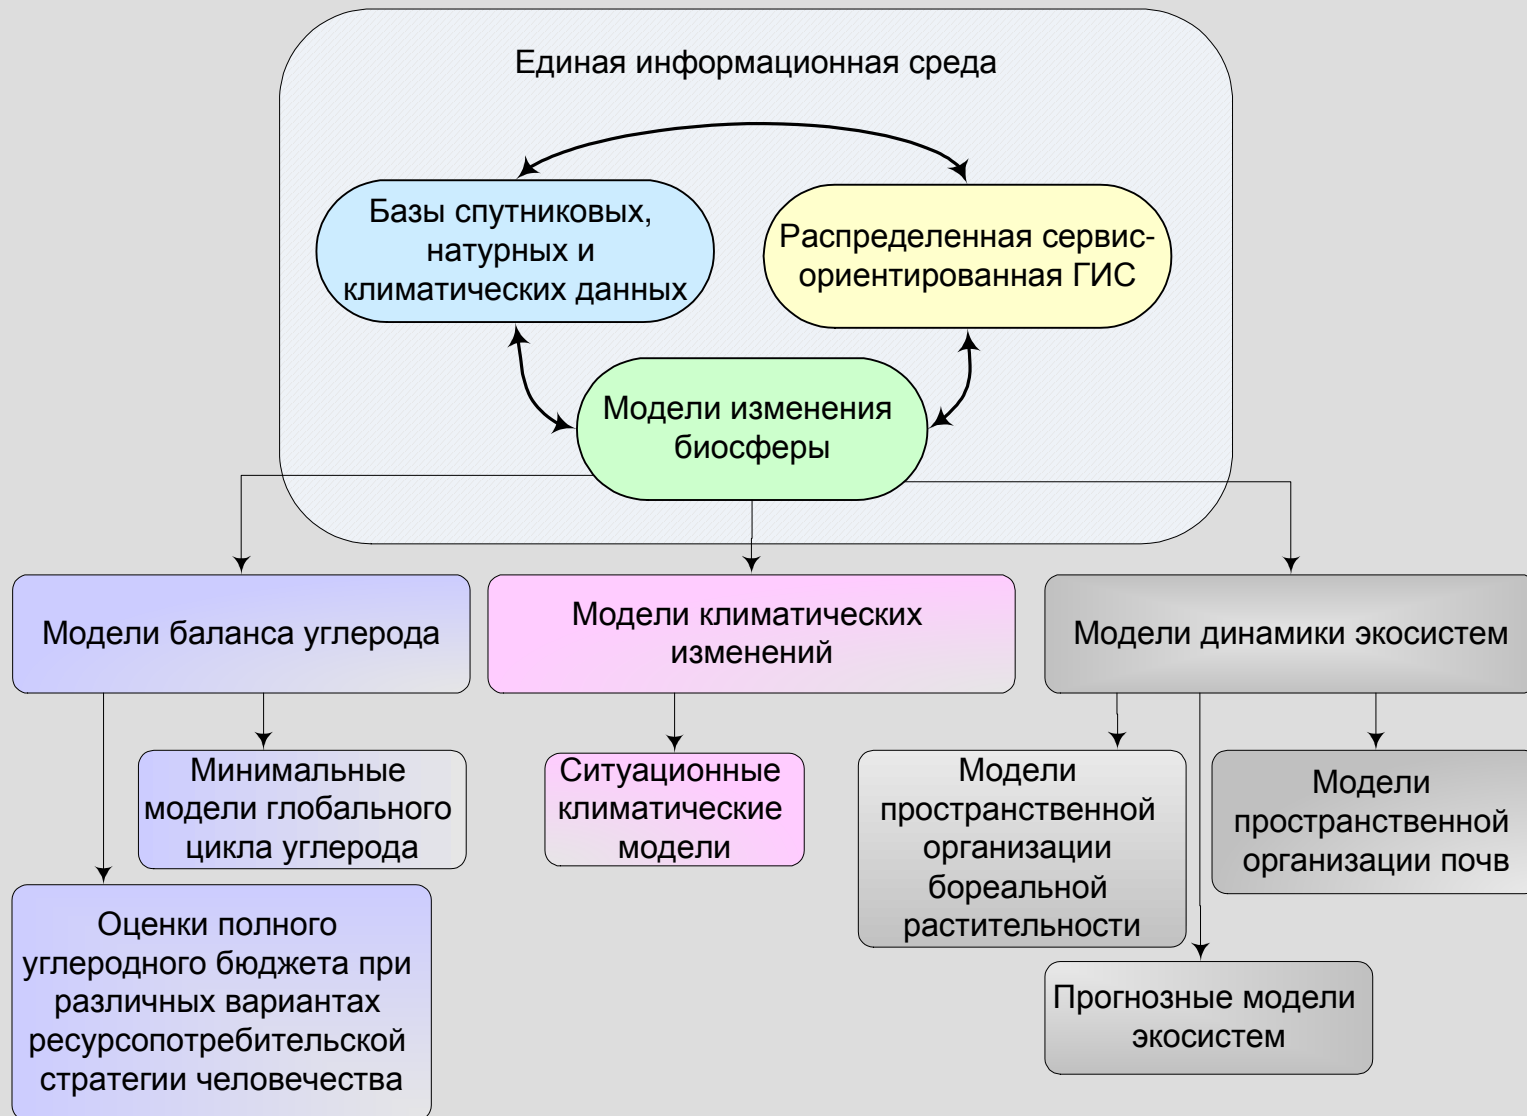 Единая информационная среда
Базы спутниковых,
натурных и
климатических данных
Распределенная сервис-
ориентированная ГИС
Модели изменения
биосферы
Модели баланса углерода
Модели климатических
изменений
Модели динамики экосистем
Минимальные
модели глобального
цикла углерода
Ситуационные
климатические
модели
Модели
пространственной
организации
бореальной
растительности
Модели
пространственной
организации почв
Оценки полного
углеродного бюджета при
различных вариантах
ресурсопотребительской
стратегии человечества
Прогнозные модели
экосистем